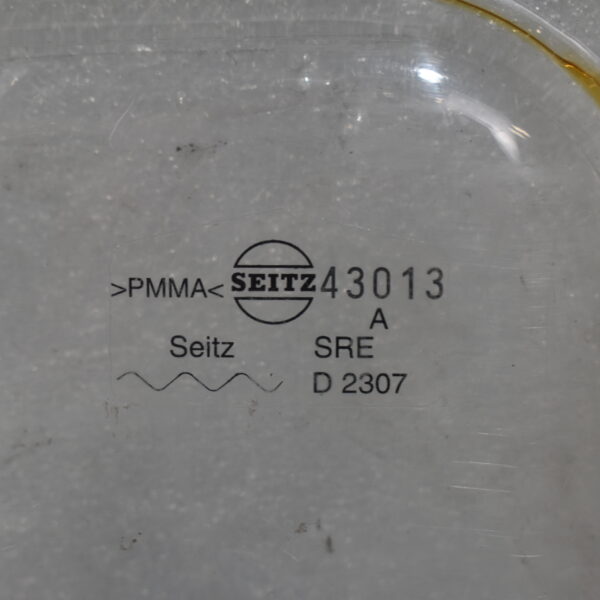 >PMMA< SEITZ 43013
A
Seitz SRE
D 2307